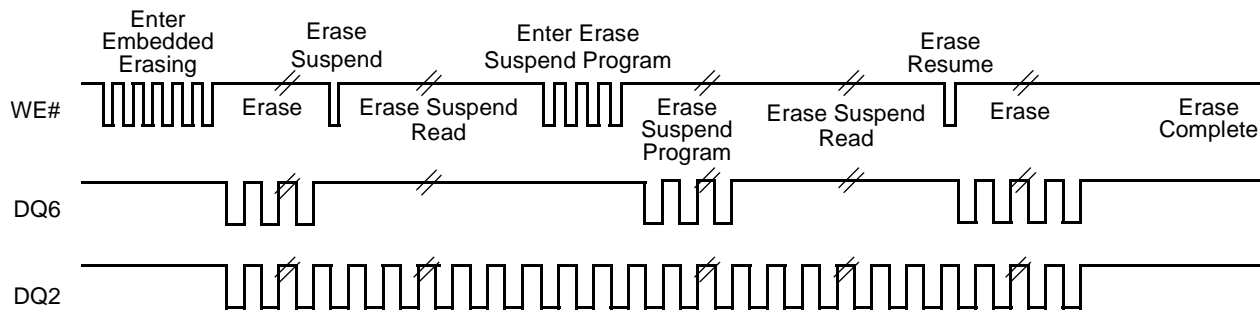 Enter
Embedded
Erasing
Erase
Suspend
Enter Erase
Suspend Program
Erase
Resume
WE#
Erase
Erase Suspend
Read
Erase
Suspend
Program
Erase Suspend
Read
Erase
Erase
Complete
DQ6
DQ2